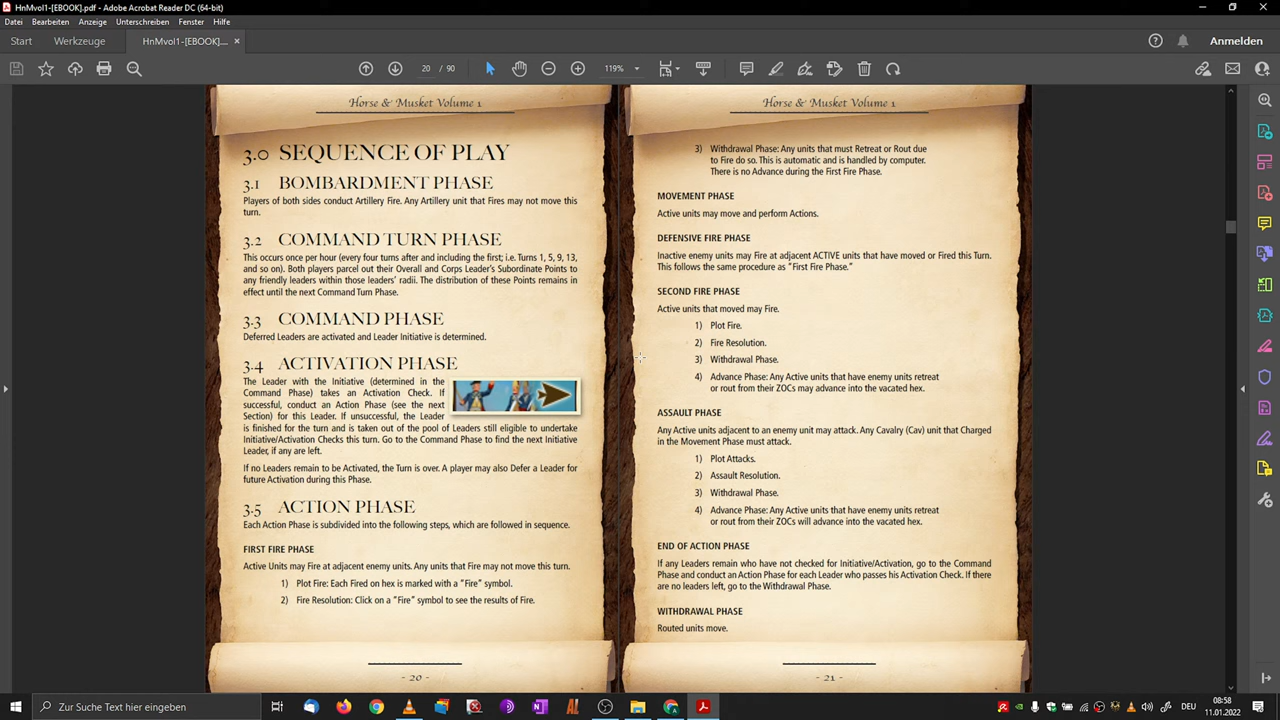 HnMvol1-[EBOOK].pdf - Adobe Acrobat Reader DC (64-bit)
Datei Bearbeiten Anzeige Unterschreiben Fenster Hilfe
Start Werkzeuge HnMvol1-[EBOOK].... × Anmelden
20 / 90 119%
Horse & Musket Volume 1
3.0 SEQUENCE OF PLAY
3.1 BOMBARDMENT PHASE
Players of both sides conduct Artillery Fire. Any Artillery unit that Fires may not move this
turn.
3.2 COMMAND TURN PHASE
This occurs once per hour (every four turns after and including the first; i.e. Turns 1, 5, 9, 13,
and so on). Both players parcel out their Overall and Corps Leader's Subordinate Points to
any friendly leaders within those leaders' radii. The distribution of these Points remains in
effect until the next Command Turn Phase.
3.3 COMMAND PHASE
Deferred Leaders are activated and Leader Initiative is determined.
3.4 ACTIVATION PHASE
The Leader with the Initiative (determined in the
Command Phase) takes an Activation Check. If
successful, conduct an Action Phase (see the next
Section) for this Leader. If unsuccessful, the Leader
is finished for the turn and is taken out of the pool of Leaders still eligible to undertake
Initiative/Activation Checks this turn. Go to the Command Phase to find the next Initiative
Leader, if any are left.
If no Leaders remain to be Activated, the Turn is over. A player may also Defer a Leader for
future Activation during this Phase.
3.5 ACTION PHASE
Each Action Phase is subdivided into the following steps, which are followed in sequence.
FIRST FIRE PHASE
Active Units may Fire at adjacent enemy units. Any units that Fire may not move this turn.
1) Plot Fire: Each Fired on hex is marked with a "Fire" symbol.
2) Fire Resolution: Click on a "Fire" symbol to see the results of Fire.
- 20 -
Horse & Musket Volume 1
3) Withdrawal Phase: Any units that must Retreat or Rout due
to Fire do so. This is automatic and is handled by computer.
There is no Advance during the First Fire Phase.
MOVEMENT PHASE
Active units may move and perform Actions.
DEFENSIVE FIRE PHASE
Inactive enemy units may Fire at adjacent ACTIVE units that have moved or Fired this Turn.
This follows the same procedure as "First Fire Phase."
SECOND FIRE PHASE
Active units that moved may Fire.
1) Plot Fire.
2) Fire Resolution.
3) Withdrawal Phase.
4) Advance Phase: Any Active units that have enemy units retreat
or rout from their ZOCs may advance into the vacated hex.
ASSAULT PHASE
Any Active units adjacent to an enemy unit may attack. Any Cavalry (Cav) unit that Charged
in the Movement Phase must attack.
1) Plot Attacks.
2) Assault Resolution.
3) Withdrawal Phase.
4) Advance Phase: Any Active units that have enemy units retreat
or rout from their ZOCs will advance into the vacated hex.
END OF ACTION PHASE
If any Leaders remain who have not checked for Initiative/Activation, go to the Command
Phase and conduct an Action Phase for each Leader who passes his Activation Check. If there
are no leaders left, go to the Withdrawal Phase.
WITHDRAWAL PHASE
Routed units move.
- 21 -
Zur Suche Text hier eingeben
08:58
11.01.2022